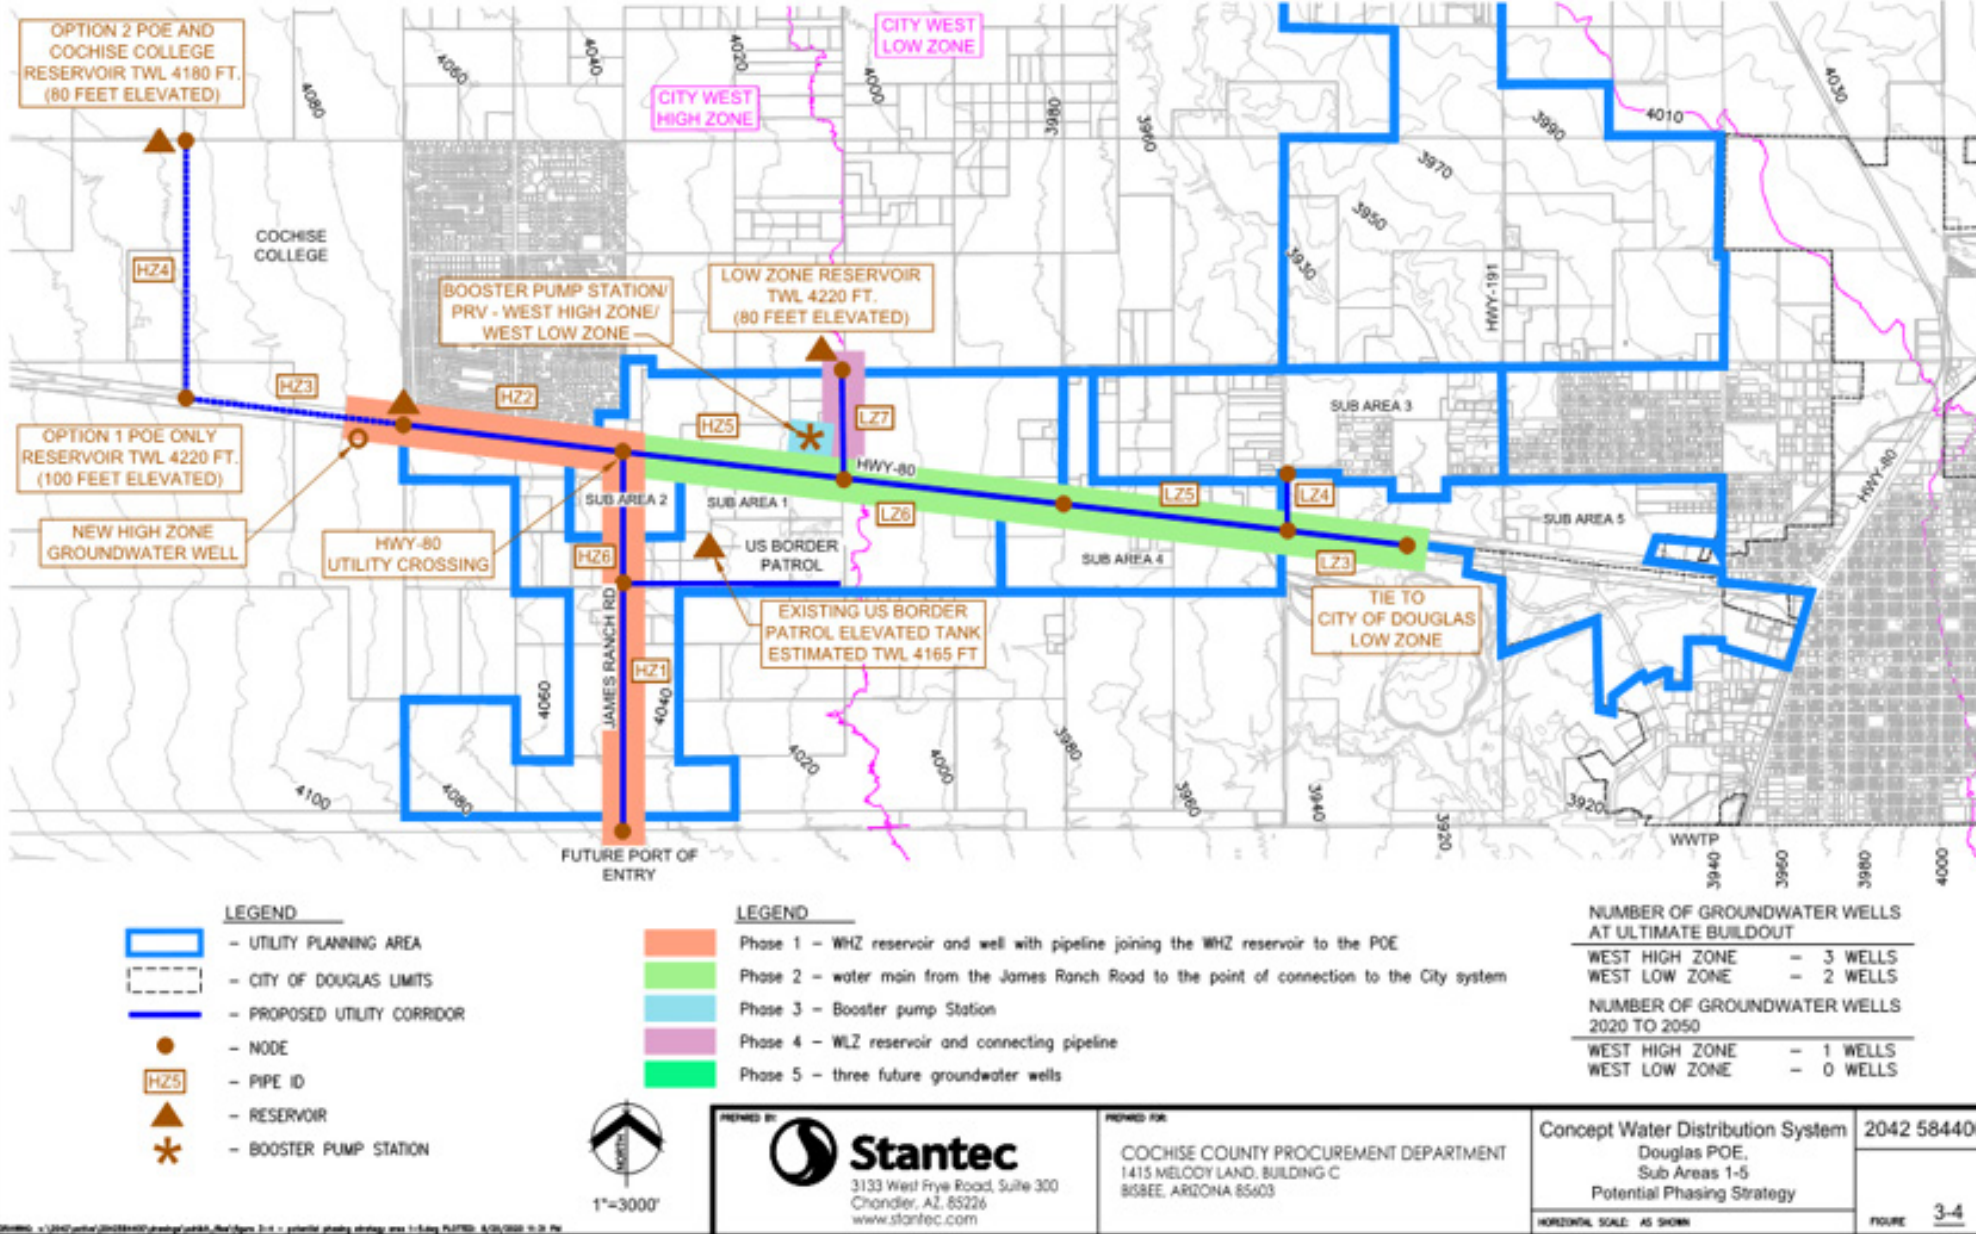 OPTION 2 POE AND
COCHISE COLLEGE
RESERVOIR TWL 4180 FT.
(80 FEET ELEVATED)
4080
4060
4040
4020
CITY WEST
LOW ZONE
4000
CITY WEST
HIGH ZONE
3980
3960
3990
4010
4030
3970
3950
3930
HWY-191
COCHISE
COLLEGE
HZ4
BOOSTER PUMP STATION/
PRV - WEST HIGH ZONE/
WEST LOW ZONE
LOW ZONE RESERVOIR
TWL 4220 FT.
(80 FEET ELEVATED)
HZ3
HZ2
HZ5
LZ7
SUB AREA 3
OPTION 1 POE ONLY
RESERVOIR TWL 4220 FT.
(100 FEET ELEVATED)
HWY-80
HWY-80
SUB AREA 2
SUB AREA 1
LZ6
LZ5
LZ4
SUB AREA 5
NEW HIGH ZONE
GROUNDWATER WELL
HWY-80
UTILITY CROSSING
HZ6
US BORDER
PATROL
SUB AREA 4
LZ3
EXISTING US BORDER
PATROL ELEVATED TANK
ESTIMATED TWL 4165 FT
TIE TO
CITY OF DOUGLAS
LOW ZONE
JAMES RANCH RD
HZ1
4060
4040
4020
4000
3980
3960
3940
3920
3920
4100
4080
WWTP
3940
3960
3980
4000
FUTURE PORT OF
ENTRY
LEGEND
- UTILITY PLANNING AREA
- CITY OF DOUGLAS LIMITS
- PROPOSED UTILITY CORRIDOR
- NODE
HZ5 - PIPE ID
- RESERVOIR
- BOOSTER PUMP STATION
LEGEND
Phase 1 - WHZ reservoir and well with pipeline joining the WHZ reservoir to the POE
Phase 2 - water main from the James Ranch Road to the point of connection to the City system
Phase 3 - Booster pump Station
Phase 4 - WLZ reservoir and connecting pipeline
Phase 5 - three future groundwater wells
NUMBER OF GROUNDWATER WELLS
AT ULTIMATE BUILDOUT
WEST HIGH ZONE - 3 WELLS
WEST LOW ZONE - 2 WELLS
NUMBER OF GROUNDWATER WELLS
2020 TO 2050
WEST HIGH ZONE - 1 WELLS
WEST LOW ZONE - 0 WELLS
NORTH
1"=3000'
PREPARED BY:
Stantec
3133 West Frye Road, Suite 300
Chandler, AZ, 85226
www.stantec.com
PREPARED FOR:
COCHISE COUNTY PROCUREMENT DEPARTMENT
1415 MELODY LAND, BUILDING C
BISBEE, ARIZONA 85603
Concept Water Distribution System
Douglas POE,
Sub Areas 1-5
Potential Phasing Strategy
HORIZONTAL SCALE: AS SHOWN
2042 58440
FIGURE 3-4